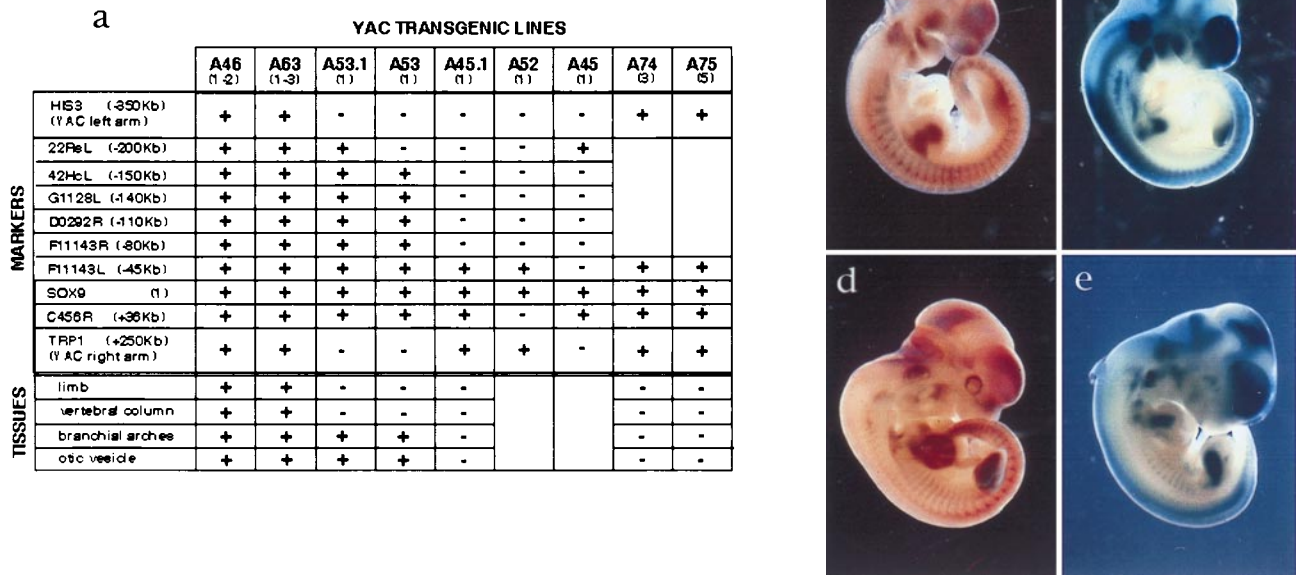 a
YAC TRANSGENIC LINES
A46 A63 A53.1 A53 A45.1 A52 A45 A74 A75
(1-2) (1-3) (1) (1) (1) (1) (1) (3) (5)
MARKERS
HIS3 (-350Kb) + + - - - - - + +
(YAC left arm)
22ReL (-200Kb) + + + - - - +
42HcL (-150Kb) + + + + - - -
G1128L (-140Kb) + + + + - - -
D0292R (-110Kb) + + + + - - -
F11143R (-80Kb) + + + + - - -
F11143L (-45Kb) + + + + + + - + +
SOX9 (1) + + + + + + + + +
C456R (+36Kb) + + + + + - + + +
TRP1 (+250Kb) + + - - + + - + +
(YAC right arm)
TISSUES
limb + + - - - - -
vertebral column + + - - - - -
branchial arches + + + + - - -
otic vesicle + + + + - - -
d
e